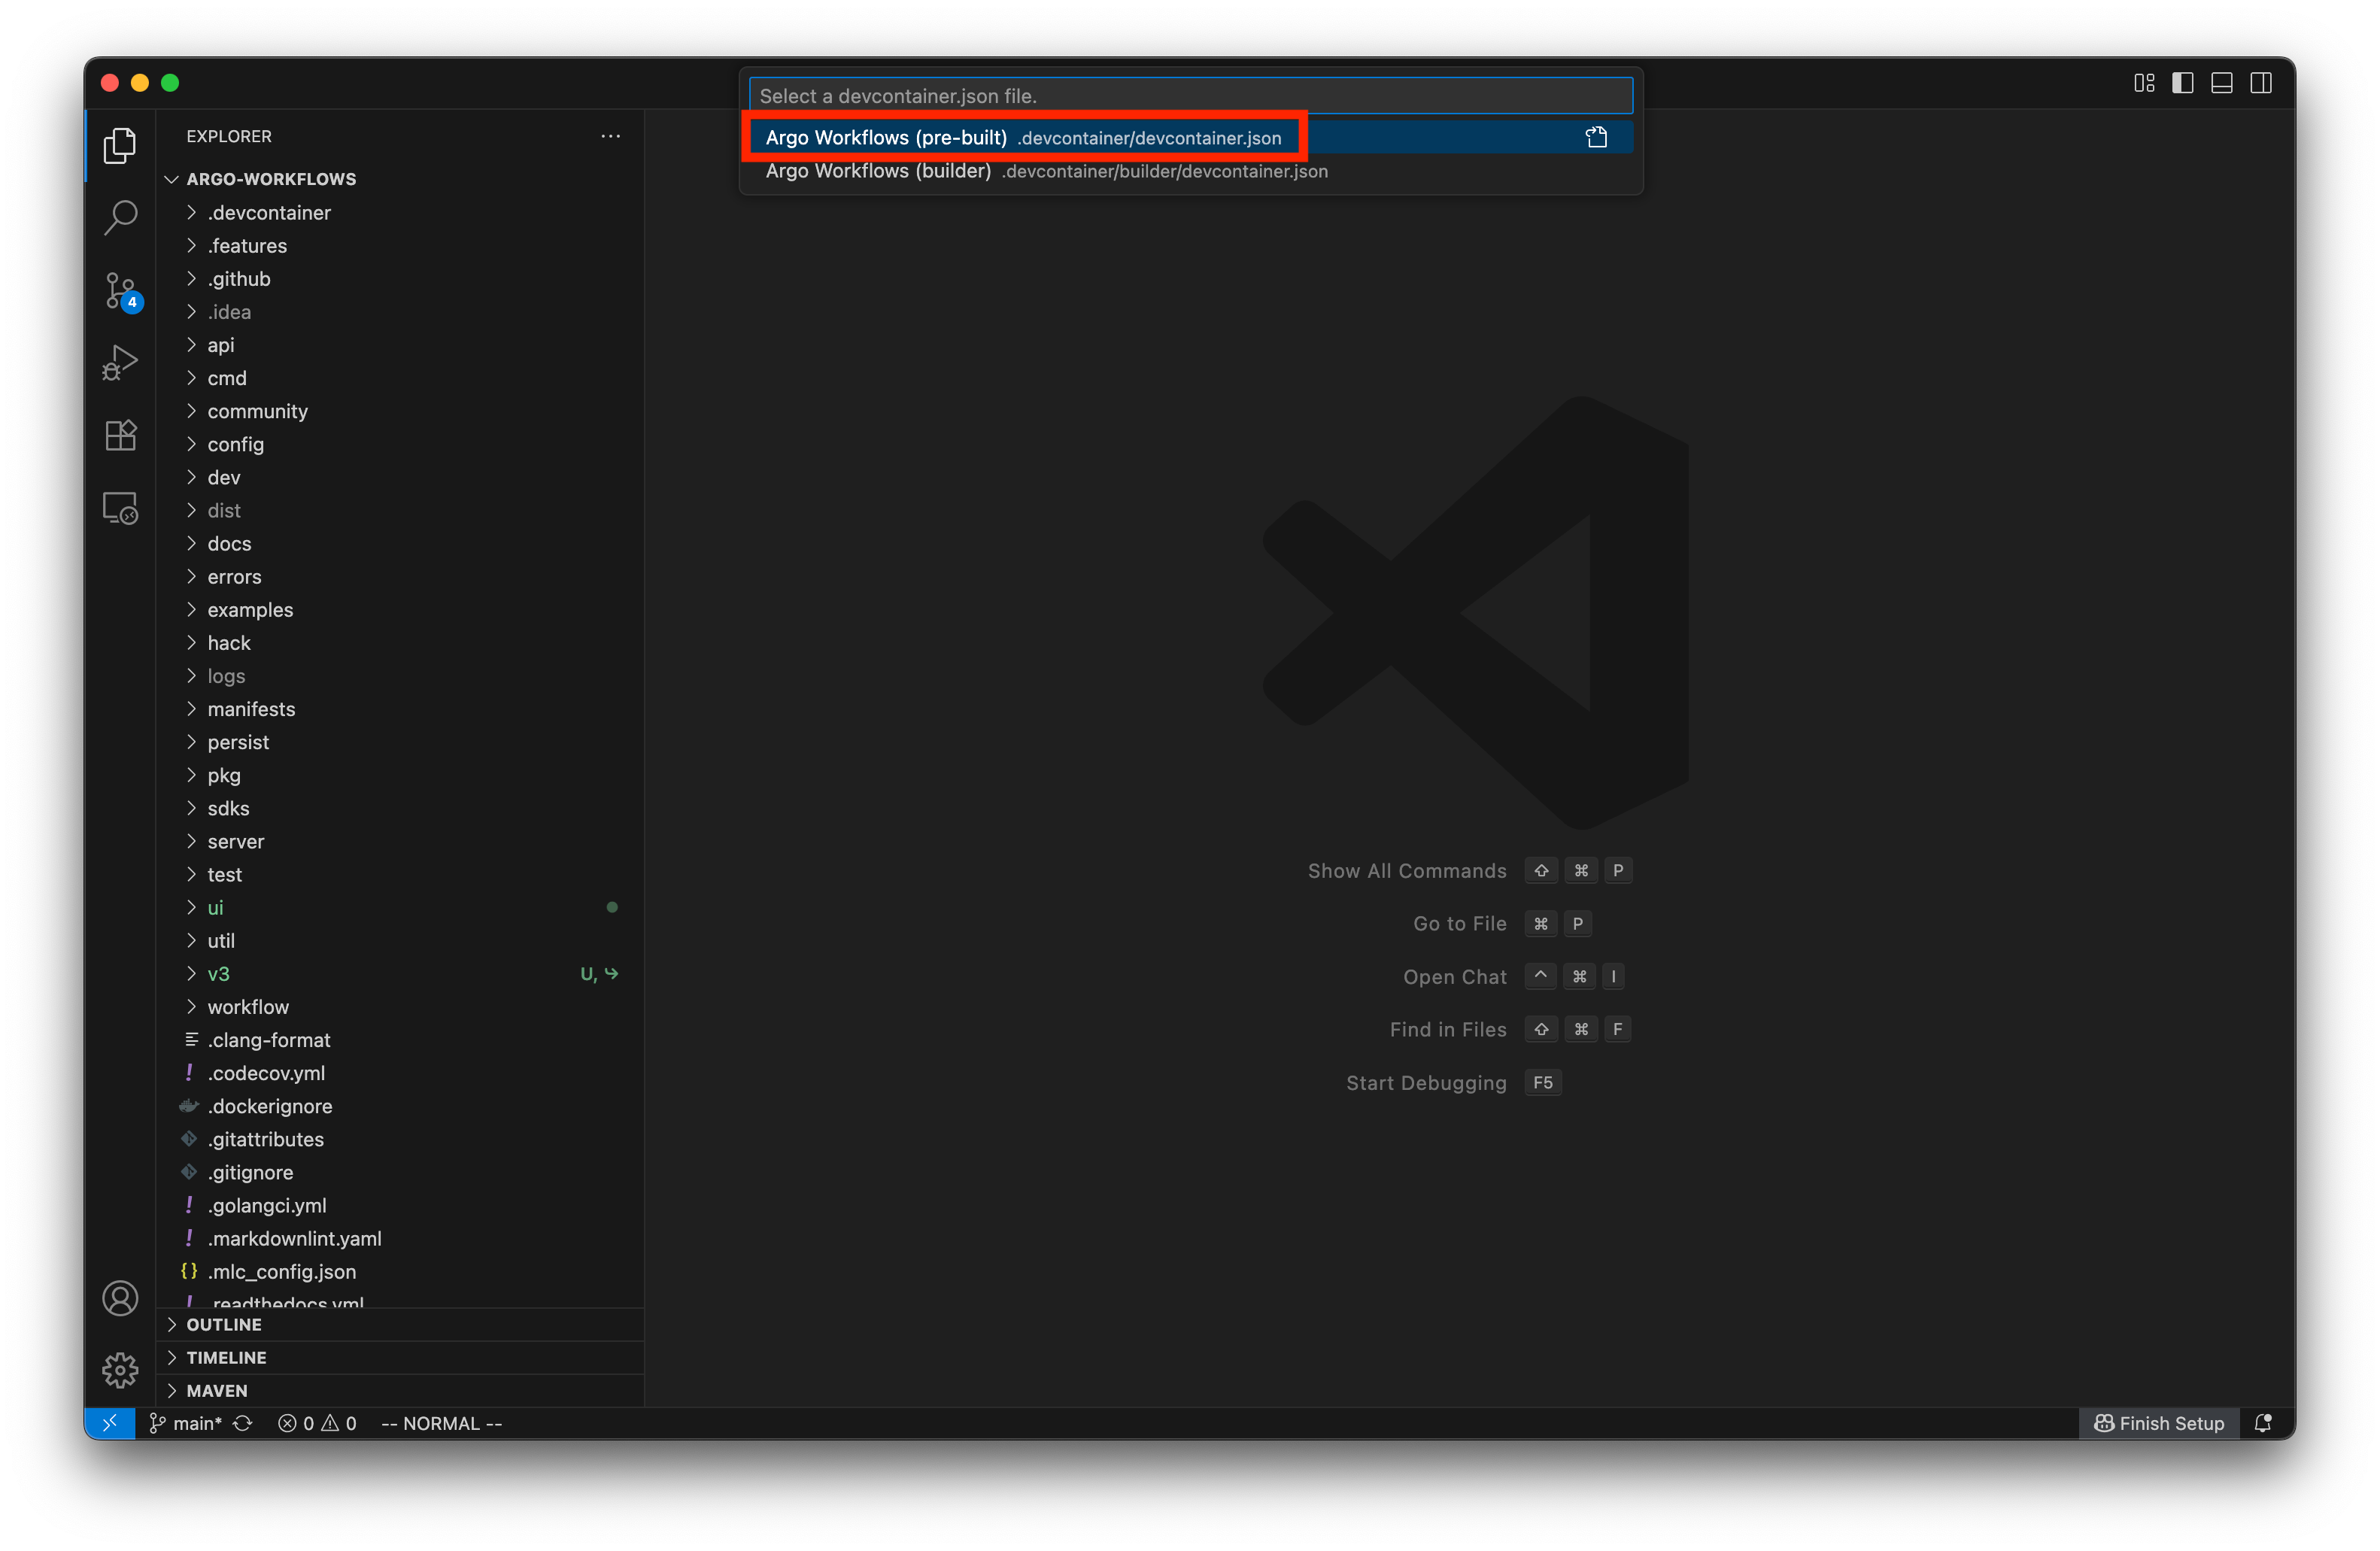 Select a devcontainer.json file.
Argo Workflows (pre-built) .devcontainer/devcontainer.json
Argo Workflows (builder) .devcontainer/builder/devcontainer.json
EXPLORER
ARGO-WORKFLOWS
.devcontainer
.features
.github
.idea
api
cmd
community
config
dev
dist
docs
errors
examples
hack
logs
manifests
persist
pkg
sdks
server
test
ui
util
v3 U,
workflow
.clang-format
.codecov.yml
.dockerignore
.gitattributes
.gitignore
.golangci.yml
.markdownlint.yaml
.mlc_config.json
.readthedocs.yml
OUTLINE
TIMELINE
MAVEN
4
Show All Commands ⇧ ⌘ P
Go to File ⌘ P
Open Chat ^ ⌘ I
Find in Files ⇧ ⌘ F
Start Debugging F5
main* 0 0 -- NORMAL -- Finish Setup